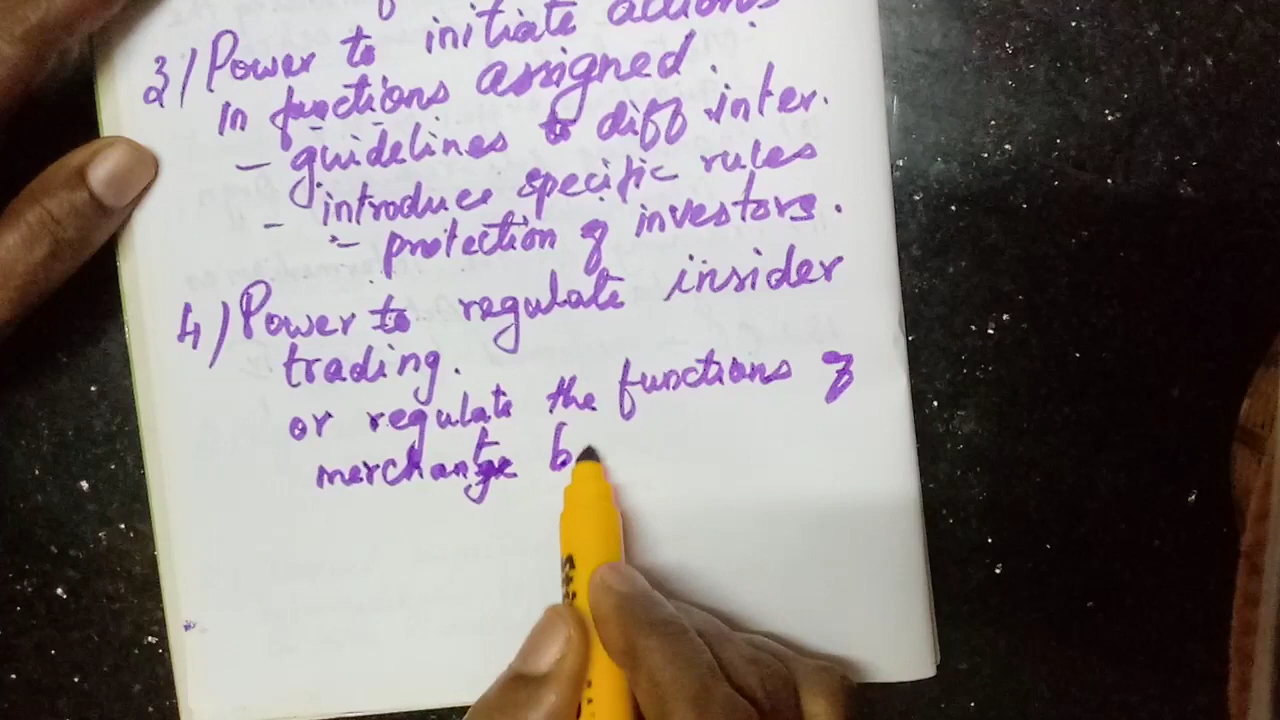 3) Power to initiate actions
in functions assigned.
- guidelines to diff inter.
- introduce specific rules
- protection of investors.
4) Power to regulate insider
trading.
or regulate the functions of
merchant b